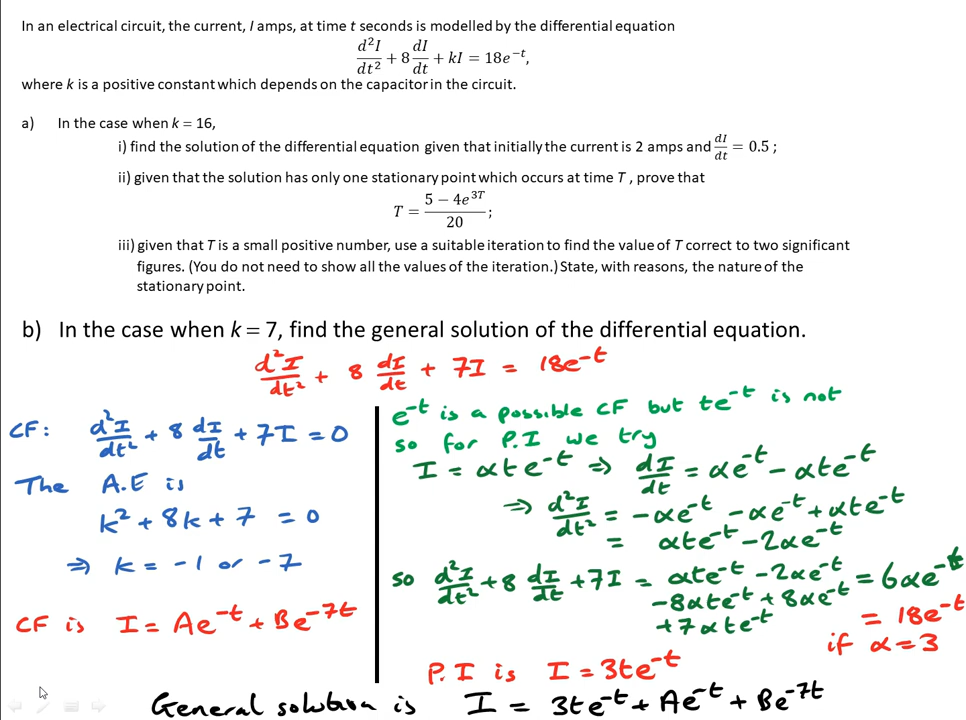 In an electrical circuit, the current, I amps, at time t seconds is modelled by the differential equation
d²I/dt² + 8 dI/dt + kI = 18e⁻ᵗ,
where k is a positive constant which depends on the capacitor in the circuit.
a) In the case when k = 16,
i) find the solution of the differential equation given that initially the current is 2 amps and dI/dt = 0.5 ;
ii) given that the solution has only one stationary point which occurs at time T , prove that
T = (5 − 4e³ᵀ)/20 ;
iii) given that T is a small positive number, use a suitable iteration to find the value of T correct to two significant
figures. (You do not need to show all the values of the iteration.) State, with reasons, the nature of the
stationary point.
b) In the case when k = 7, find the general solution of the differential equation.
d²I/dt² + 8 dI/dt + 7I = 18e⁻ᵗ
CF: d²I/dt² + 8 dI/dt + 7I = 0
The A.E is
k² + 8k + 7 = 0
⇒ k = -1 or -7
CF is I = Ae⁻ᵗ + Be⁻⁷ᵗ
e⁻ᵗ is a possible CF but te⁻ᵗ is not
so for P.I we try
I = αte⁻ᵗ ⇒ dI/dt = αe⁻ᵗ − αte⁻ᵗ
⇒ d²I/dt² = −αe⁻ᵗ − αe⁻ᵗ + αte⁻ᵗ
= αte⁻ᵗ − 2αe⁻ᵗ
so d²I/dt² + 8 dI/dt + 7I = αte⁻ᵗ − 2αe⁻ᵗ = 6αe⁻ᵗ
−8αte⁻ᵗ + 8αe⁻ᵗ
+7αte⁻ᵗ
= 18e⁻ᵗ
if α = 3
P.I is I = 3te⁻ᵗ
General solution is I = 3te⁻ᵗ + Ae⁻ᵗ + Be⁻⁷ᵗ